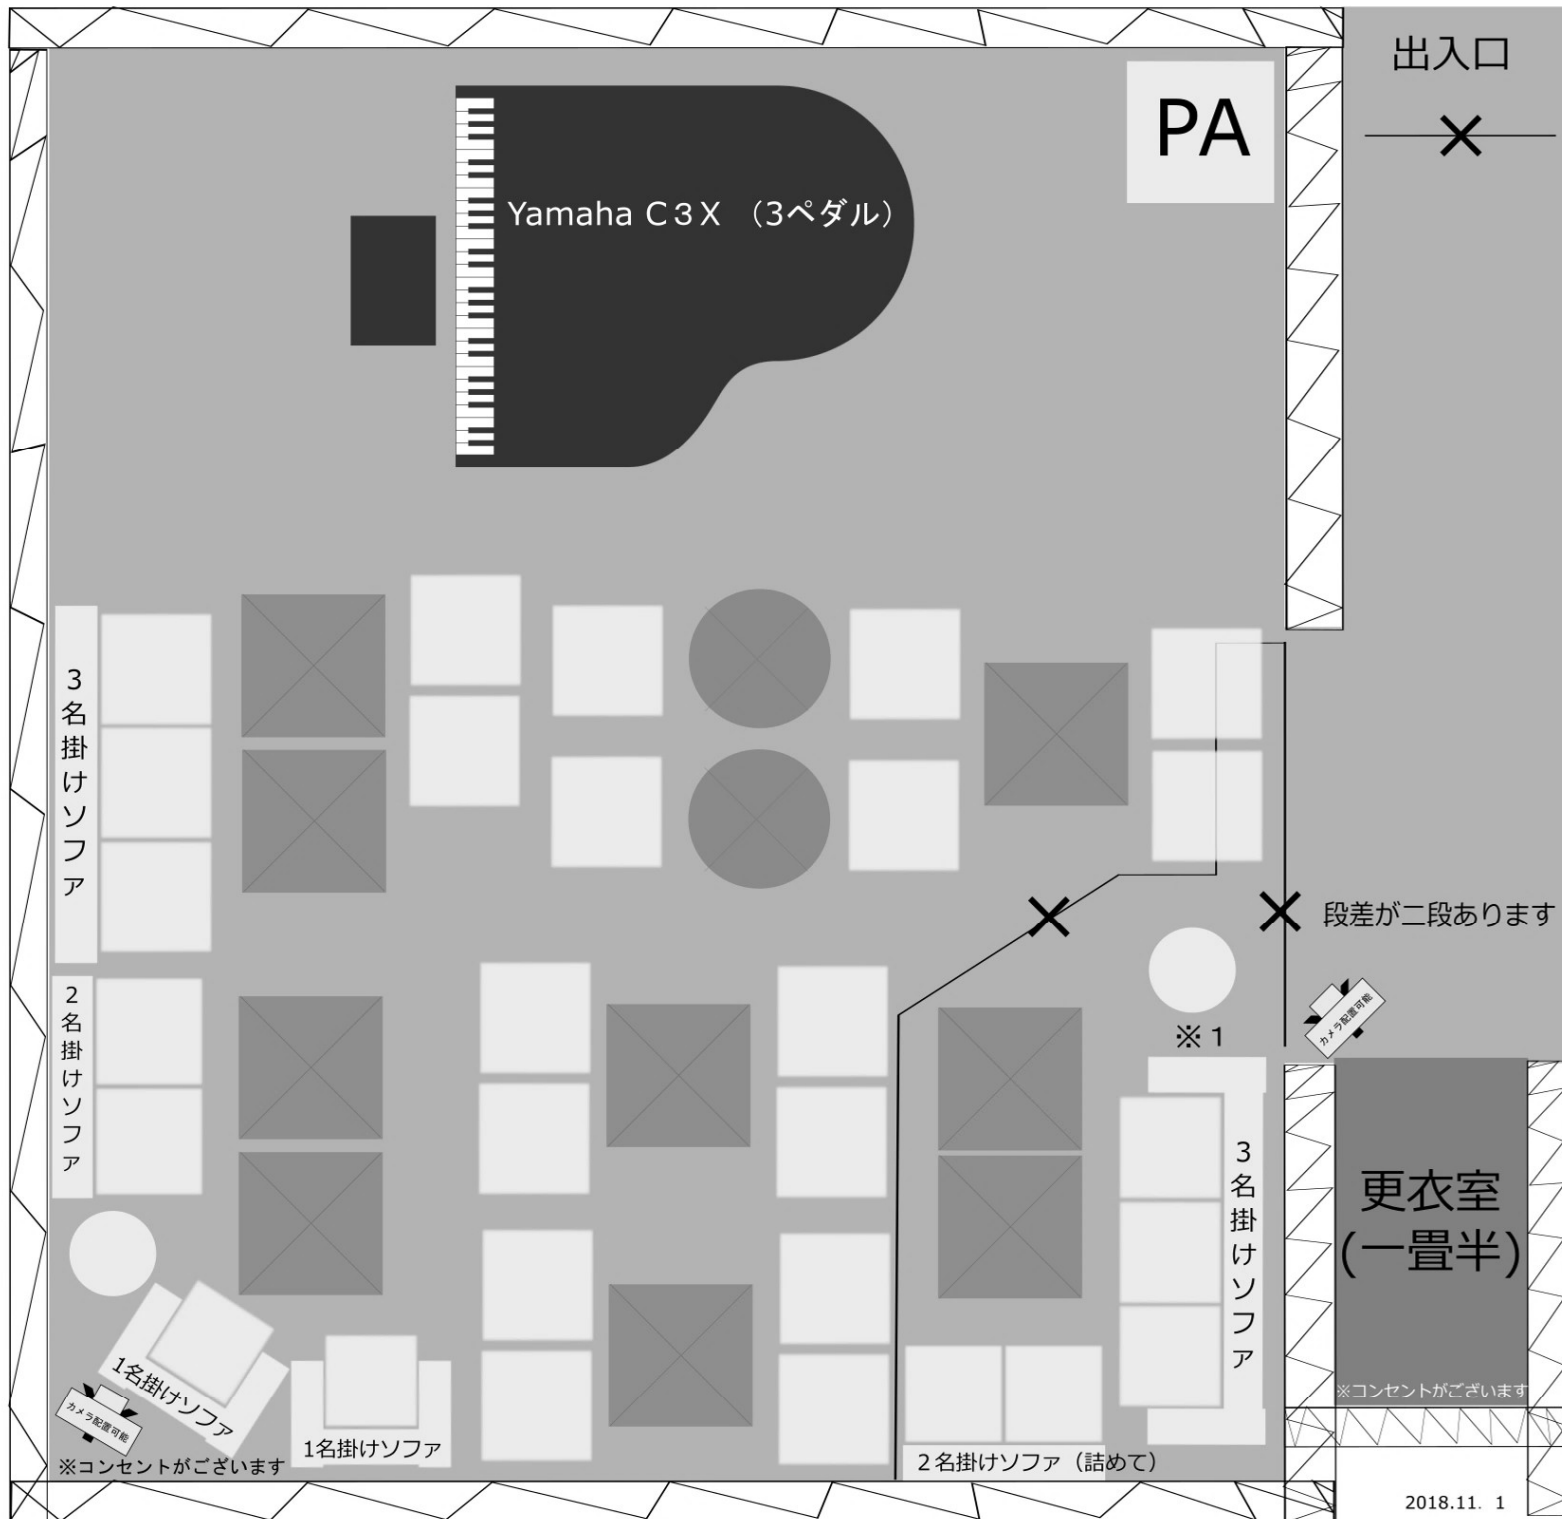 出入口
PA
Yamaha C３X （3ペダル）
3名掛けソファ
段差が二段あります
2名掛けソファ
カメラ配置可能
※１
3名掛けソファ
更衣室
(一畳半)
※コンセントがございます
1名掛けソファ
カメラ配置可能
1名掛けソファ
※コンセントがございます
２名掛けソファ（詰めて）
2018.11. 1